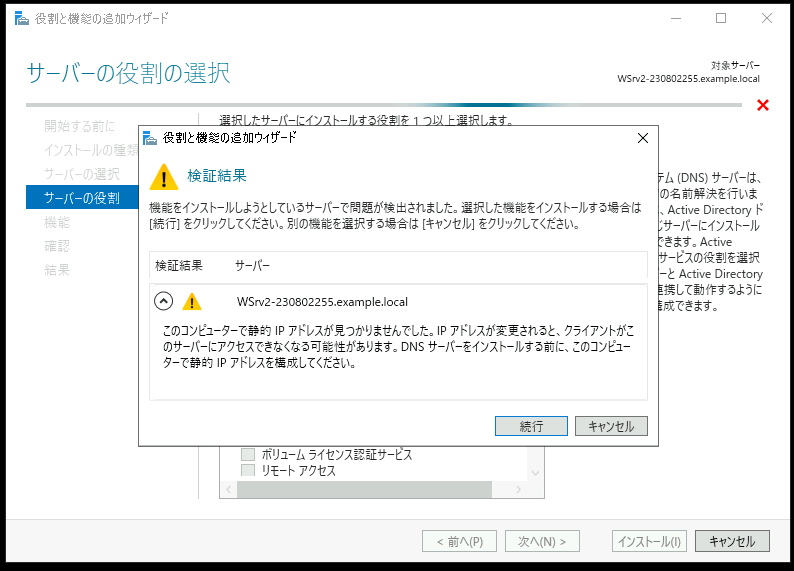 役割と機能の追加ウィザード
サーバーの役割の選択
対象サーバー
WSrv2-230802255.example.local
開始する前に
インストールの種類
サーバーの選択
サーバーの役割
機能
確認
結果
選択したサーバーにインストールする役割を 1 つ以上選択します。
役割と機能の追加ウィザード
検証結果
機能をインストールしようとしているサーバーで問題が検出されました。選択した機能をインストールする場合は
[続行] をクリックしてください。別の機能を選択する場合は [キャンセル] をクリックしてください。
検証結果 サーバー
WSrv2-230802255.example.local
このコンピューターで静的 IP アドレスが見つかりませんでした。IP アドレスが変更されると、クライアントがこ
のサーバーにアクセスできなくなる可能性があります。DNS サーバーをインストールする前に、このコンピュー
ターで静的 IP アドレスを構成してください。
続行 キャンセル
テム (DNS) サーバーは、
の名前解決を行いま
、Active Directory ド
じサーバーにインストール
できます。Active
サービスの役割を選択
ーと Active Directory
連携して動作するように
構成できます。
ボリューム ライセンス認証サービス
リモート アクセス
< 前へ(P) 次へ(N) > インストール(I) キャンセル